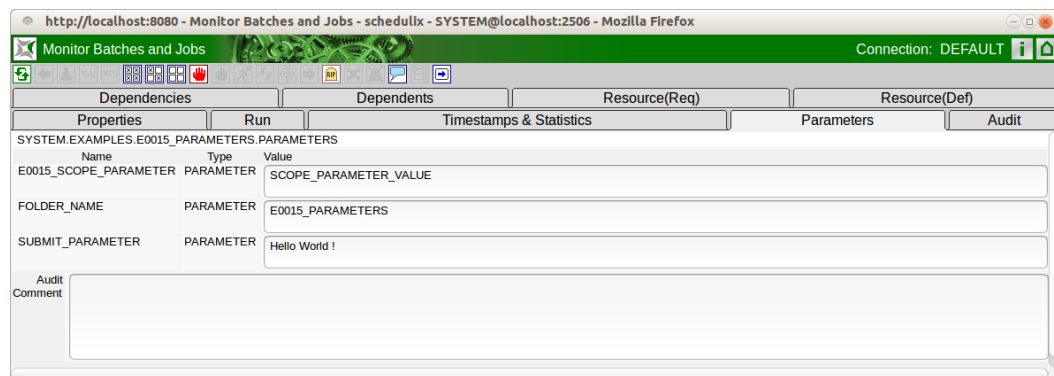 http://localhost:8080 - Monitor Batches and Jobs - schedulix - SYSTEM@localhost:2506 - Mozilla Firefox
Monitor Batches and Jobs Connection: DEFAULT
RIP
Dependencies Dependents Resource(Req) Resource(Def)
Properties Run Timestamps & Statistics Parameters Audit
SYSTEM.EXAMPLES.E0015_PARAMETERS.PARAMETERS
Name Type Value
E0015_SCOPE_PARAMETER PARAMETER SCOPE_PARAMETER_VALUE
FOLDER_NAME PARAMETER E0015_PARAMETERS
SUBMIT_PARAMETER PARAMETER Hello World !
Audit
Comment